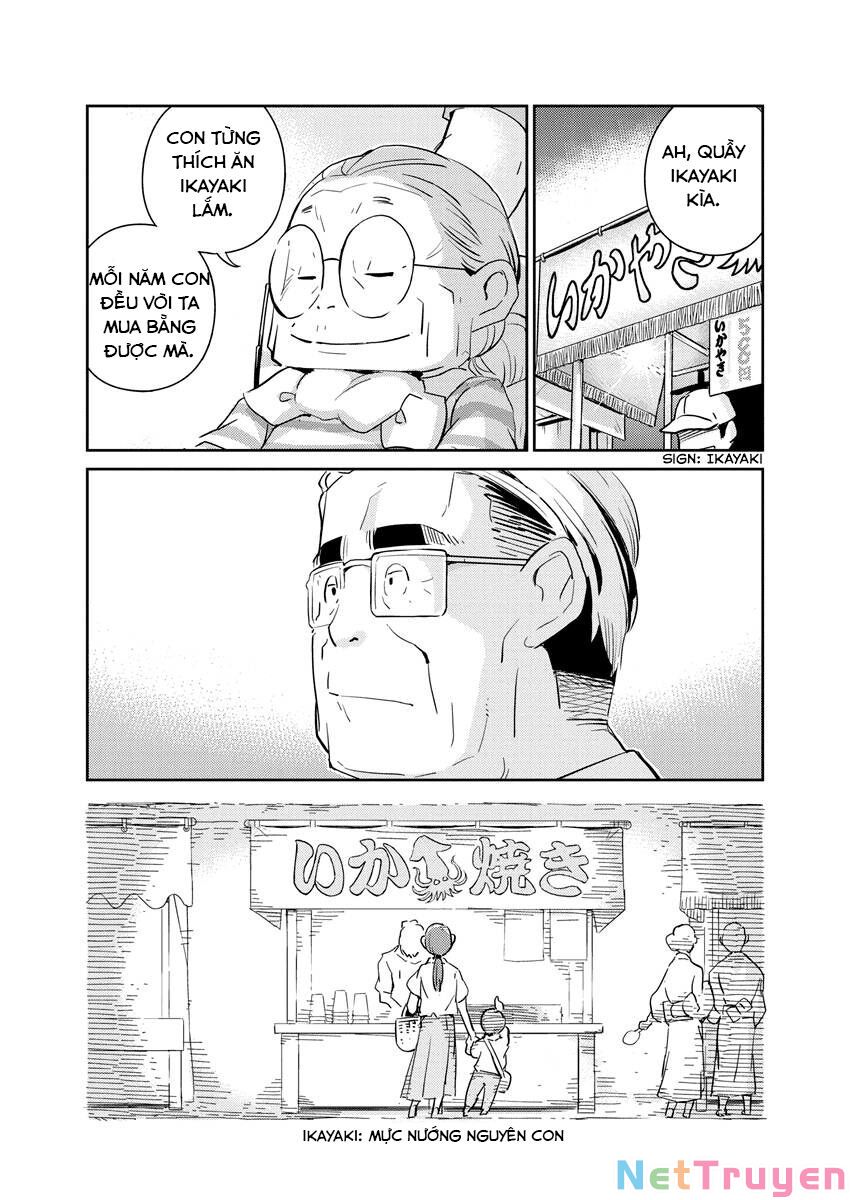 AH, QUẦY
IKAYAKI
KÌA.
いかやき
いかやき
SIGN: IKAYAKI
CON TỪNG
THÍCH ĂN
IKAYAKI
LẮM.
MỖI NĂM CON
ĐỀU VÒI TA
MUA BẰNG
ĐƯỢC MÀ.
いか焼き
IKAYAKI: MỰC NƯỚNG NGUYÊN CON
NetTruyen